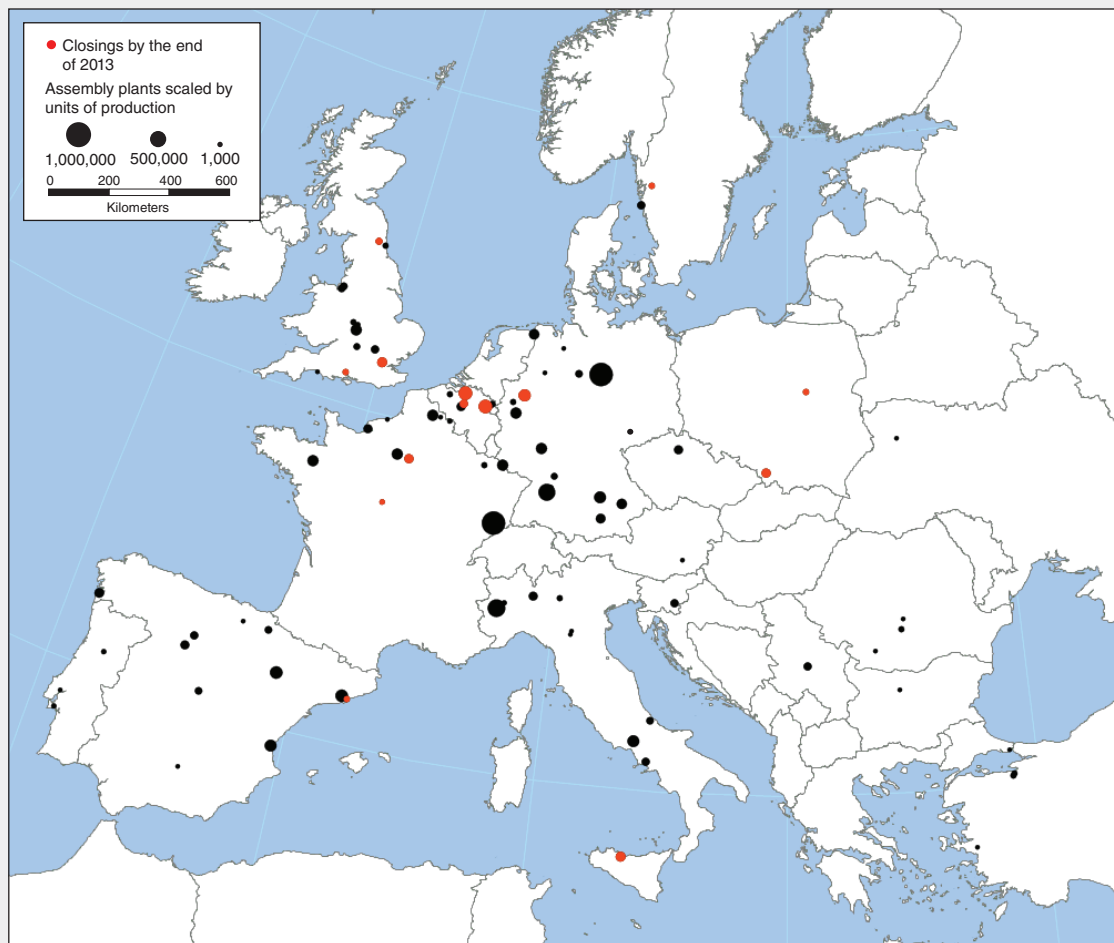 Closings by the end
of 2013
Assembly plants scaled by
units of production
1,000,000 500,000 1,000
0 200 400 600
Kilometers